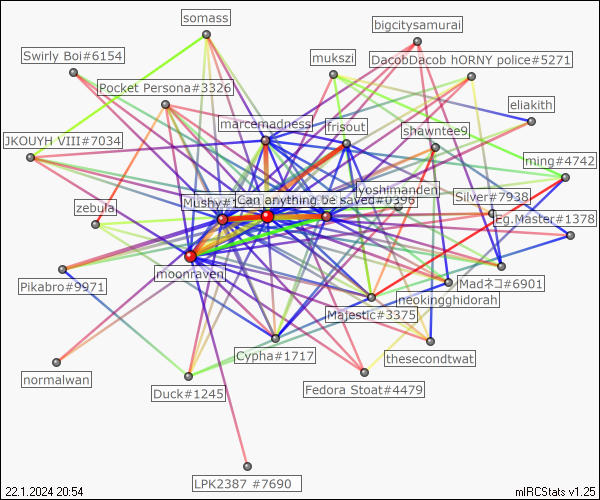 somass
bigcitysamurai
Swirly Boi#6154
mukszi
DacobDacob hORNY police#5271
Pocket Persona#3326
eliakith
marcemadness
frisout
shawntee9
JKOUYH VIII#7034
ming#4742
yoshimanden
Mushy#1
Can anything be saved#0396
Silver#7938
zebula
Eg.Master#1378
moonraven
Pikabro#9971
Madネコ#6901
neokingghidorah
Majestic#3375
Cypha#1717
thesecondtwat
normalwan
Duck#1245
Fedora Stoat#4479
LPK2387 #7690
22.1.2024 20:54
mIRCStats v1.25